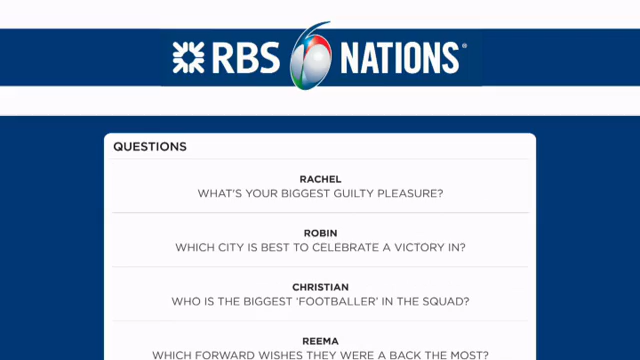 RBS 6 NATIONS®
QUESTIONS
RACHEL
WHAT'S YOUR BIGGEST GUILTY PLEASURE?
ROBIN
WHICH CITY IS BEST TO CELEBRATE A VICTORY IN?
CHRISTIAN
WHO IS THE BIGGEST ‘FOOTBALLER’ IN THE SQUAD?
REEMA
WHICH FORWARD WISHES THEY WERE A BACK THE MOST?